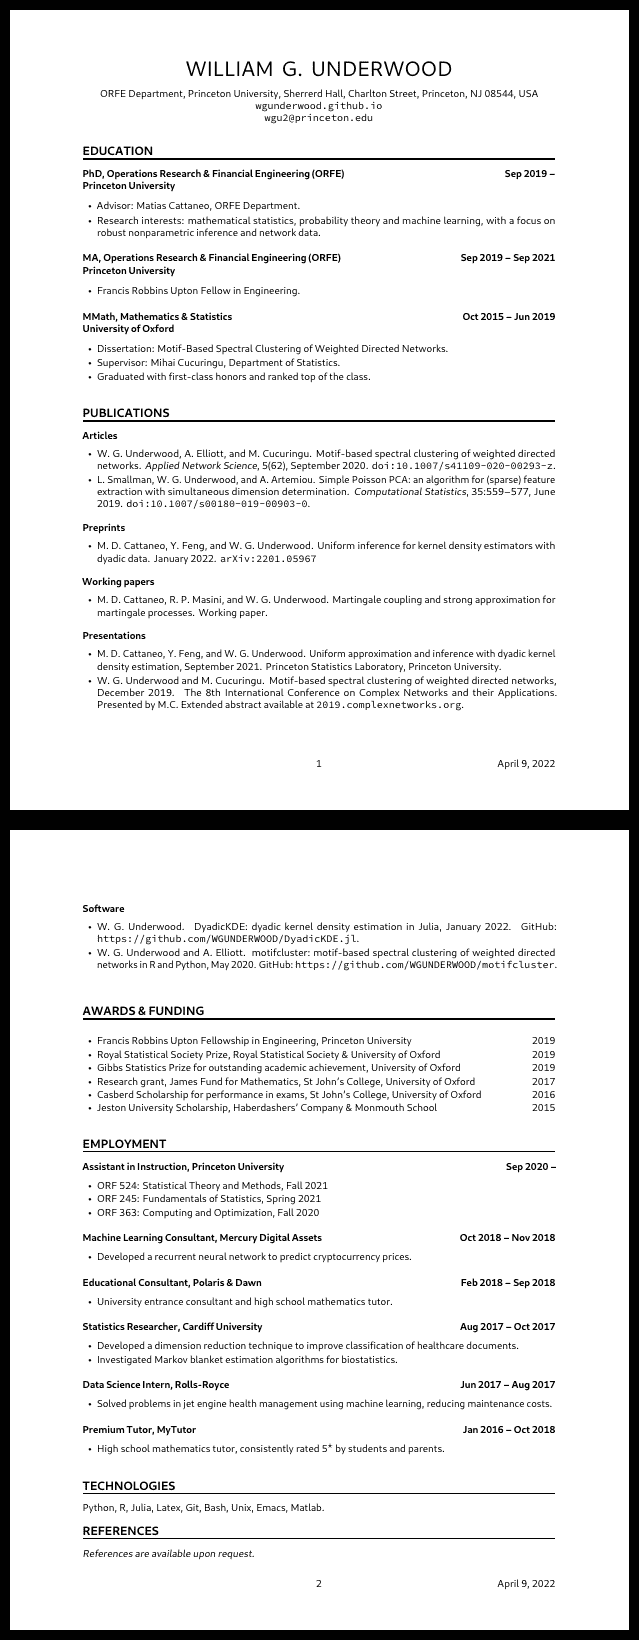 WILLIAM G. UNDERWOOD
ORFE Department, Princeton University, Sherrerd Hall, Charlton Street, Princeton, NJ 08544, USA
wgunderwood.github.io
wgu2@princeton.edu
EDUCATION
PhD, Operations Research & Financial Engineering (ORFE) Sep 2019 –
Princeton University
• Advisor: Matias Cattaneo, ORFE Department.
• Research interests: mathematical statistics, probability theory and machine learning, with a focus on
robust nonparametric inference and network data.
MA, Operations Research & Financial Engineering (ORFE) Sep 2019 – Sep 2021
Princeton University
• Francis Robbins Upton Fellow in Engineering.
MMath, Mathematics & Statistics Oct 2015 – Jun 2019
University of Oxford
• Dissertation: Motif-Based Spectral Clustering of Weighted Directed Networks.
• Supervisor: Mihai Cucuringu, Department of Statistics.
• Graduated with first-class honors and ranked top of the class.
PUBLICATIONS
Articles
• W. G. Underwood, A. Elliott, and M. Cucuringu. Motif-based spectral clustering of weighted directed
networks. Applied Network Science, 5(62), September 2020. doi:10.1007/s41109-020-00293-z.
• L. Smallman, W. G. Underwood, and A. Artemiou. Simple Poisson PCA: an algorithm for (sparse) feature
extraction with simultaneous dimension determination. Computational Statistics, 35:559–577, June
2019. doi:10.1007/s00180-019-00903-0.
Preprints
• M. D. Cattaneo, Y. Feng, and W. G. Underwood. Uniform inference for kernel density estimators with
dyadic data. January 2022. arXiv:2201.05967
Working papers
• M. D. Cattaneo, R. P. Masini, and W. G. Underwood. Martingale coupling and strong approximation for
martingale processes. Working paper.
Presentations
• M. D. Cattaneo, Y. Feng, and W. G. Underwood. Uniform approximation and inference with dyadic kernel
density estimation, September 2021. Princeton Statistics Laboratory, Princeton University.
• W. G. Underwood and M. Cucuringu. Motif-based spectral clustering of weighted directed networks,
December 2019. The 8th International Conference on Complex Networks and their Applications.
Presented by M.C. Extended abstract available at 2019.complexnetworks.org.
1 April 9, 2022
Software
• W. G. Underwood. DyadicKDE: dyadic kernel density estimation in Julia, January 2022. GitHub:
https://github.com/WGUNDERWOOD/DyadicKDE.jl.
• W. G. Underwood and A. Elliott. motifcluster: motif-based spectral clustering of weighted directed
networks in R and Python, May 2020. GitHub: https://github.com/WGUNDERWOOD/motifcluster.
AWARDS & FUNDING
• Francis Robbins Upton Fellowship in Engineering, Princeton University 2019
• Royal Statistical Society Prize, Royal Statistical Society & University of Oxford 2019
• Gibbs Statistics Prize for outstanding academic achievement, University of Oxford 2019
• Research grant, James Fund for Mathematics, St John's College, University of Oxford 2017
• Casberd Scholarship for performance in exams, St John's College, University of Oxford 2016
• Jeston University Scholarship, Haberdashers' Company & Monmouth School 2015
EMPLOYMENT
Assistant in Instruction, Princeton University Sep 2020 –
• ORF 524: Statistical Theory and Methods, Fall 2021
• ORF 245: Fundamentals of Statistics, Spring 2021
• ORF 363: Computing and Optimization, Fall 2020
Machine Learning Consultant, Mercury Digital Assets Oct 2018 – Nov 2018
• Developed a recurrent neural network to predict cryptocurrency prices.
Educational Consultant, Polaris & Dawn Feb 2018 – Sep 2018
• University entrance consultant and high school mathematics tutor.
Statistics Researcher, Cardiff University Aug 2017 – Oct 2017
• Developed a dimension reduction technique to improve classification of healthcare documents.
• Investigated Markov blanket estimation algorithms for biostatistics.
Data Science Intern, Rolls-Royce Jun 2017 – Aug 2017
• Solved problems in jet engine health management using machine learning, reducing maintenance costs.
Premium Tutor, MyTutor Jan 2016 – Oct 2018
• High school mathematics tutor, consistently rated 5* by students and parents.
TECHNOLOGIES
Python, R, Julia, Latex, Git, Bash, Unix, Emacs, Matlab.
REFERENCES
References are available upon request.
2 April 9, 2022